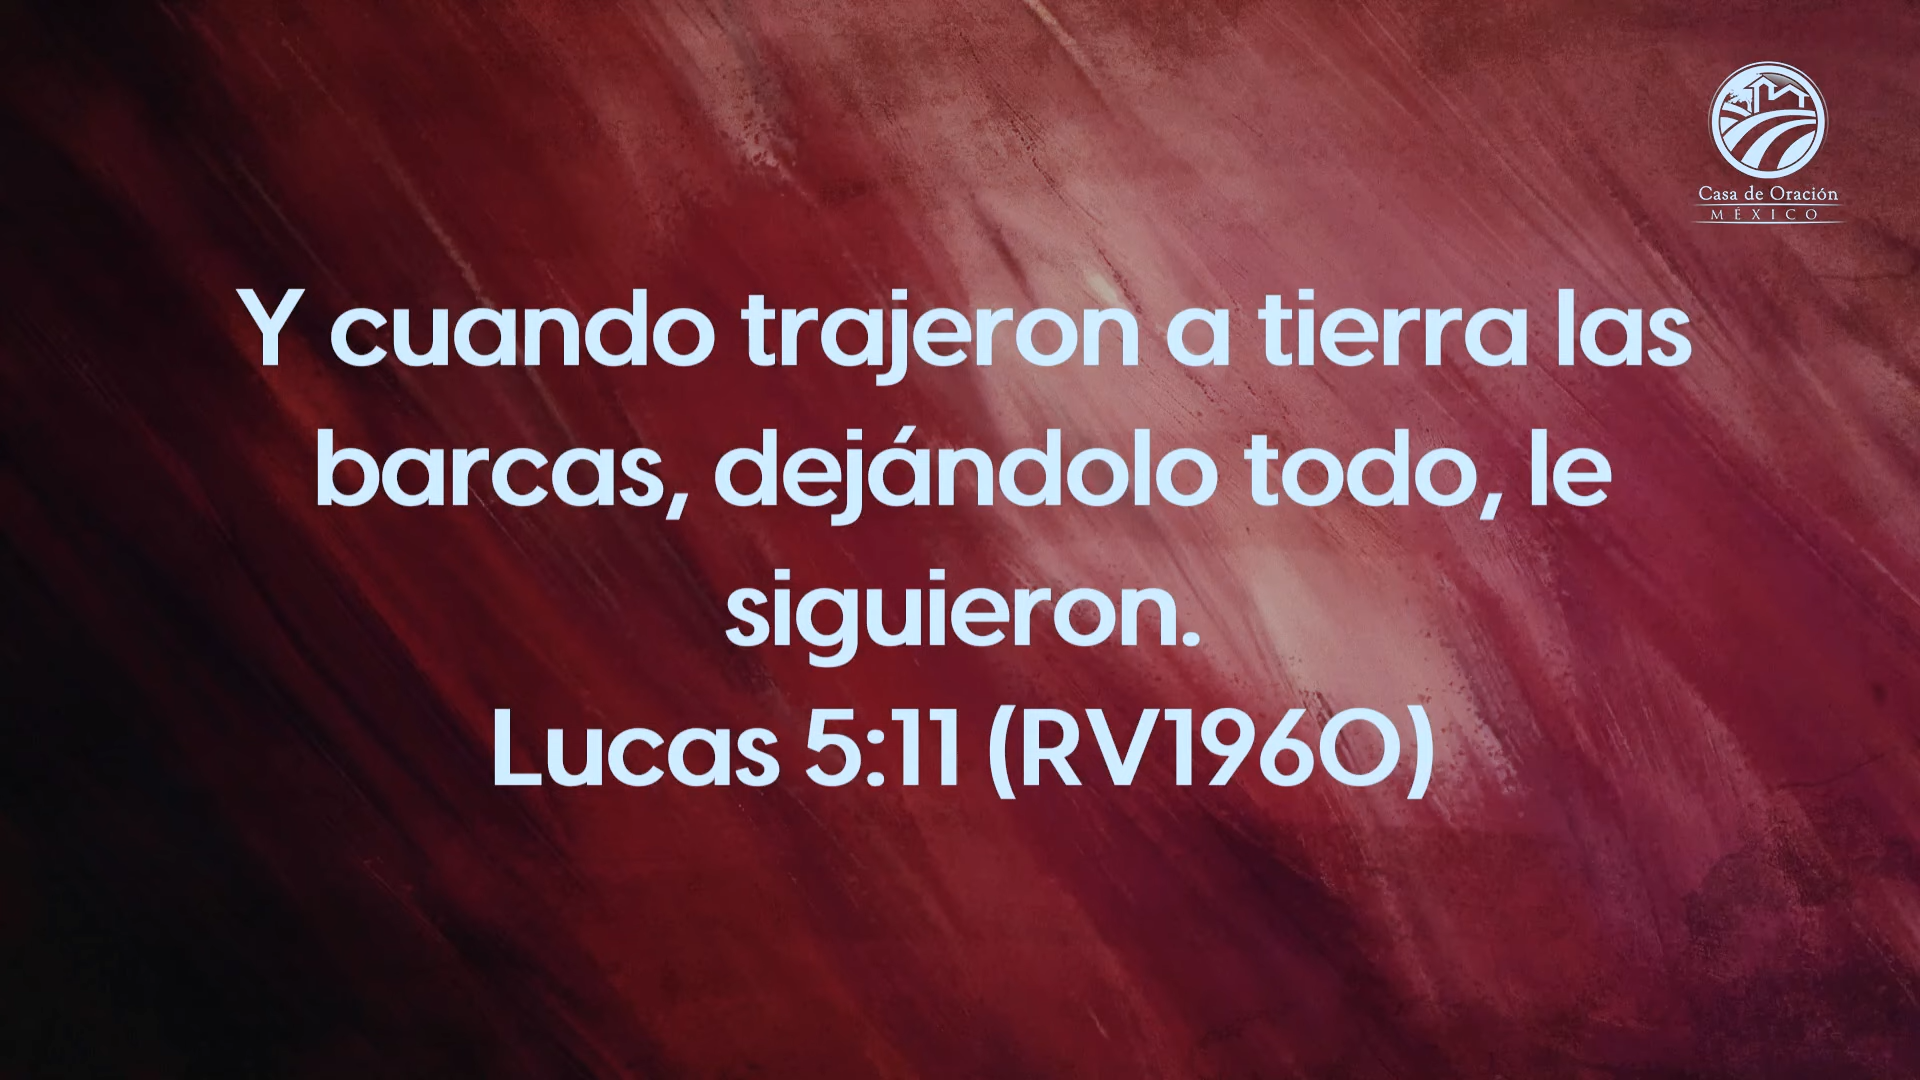 Casa de Oración
MÉXICO
Y cuando trajeron a tierra las
barcas, dejándolo todo, le
siguieron.
Lucas 5:11 (RV1960)